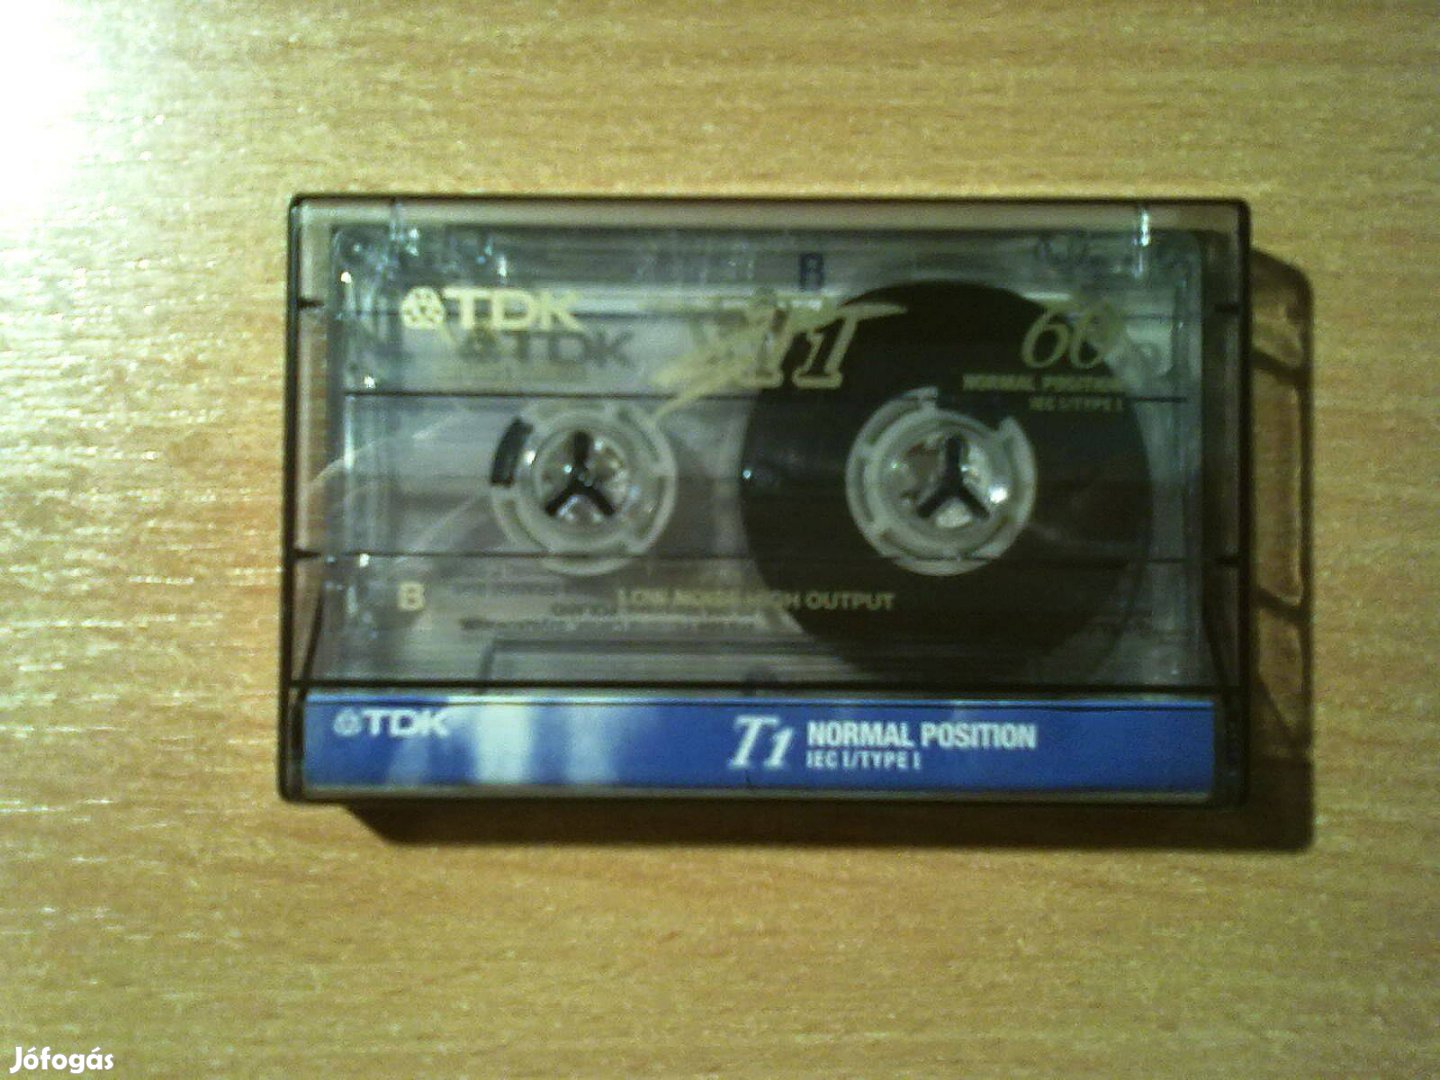 B
TDK
TDK
T1
60
NORMAL POSITION
IEC I/TYPE I
B
LOW NOISE HIGH OUTPUT
TDK
T1 NORMAL POSITION
IEC I/TYPE I
Jófogás